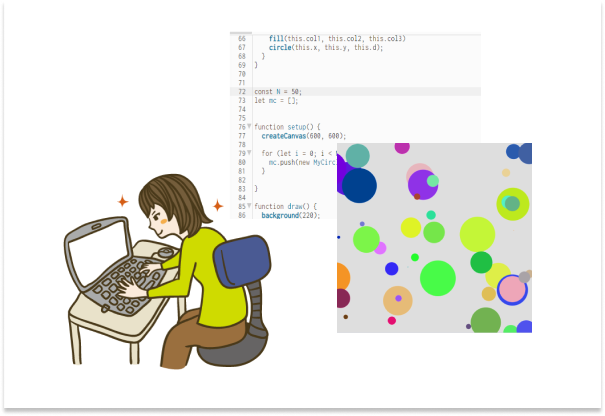 66 fill(this.col1, this.col2, this.col3)
67 circle(this.x, this.y, this.d);
68 }
69 }
70
71
72 const N = 50;
73 let mc = [];
74
75
76 function setup() {
77 createCanvas(600, 600);
78
79 for (let i = 0; i <
80 mc.push(new MyCirc
81 }
82
83 }
84
85 function draw() {
86 background(220);